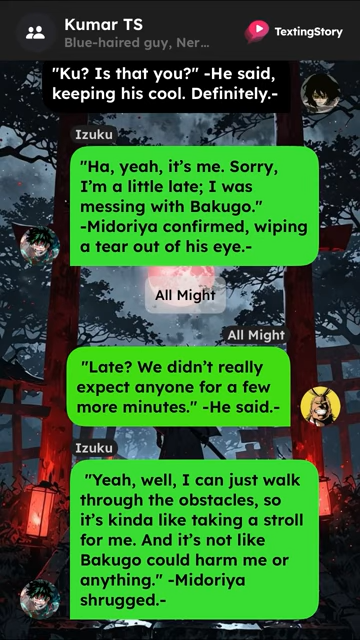 Kumar TS
Blue-haired guy, Ner...
TextingStory
"Ku? Is that you?" -He said,
keeping his cool. Definitely.-
Izuku
"Ha, yeah, it's me. Sorry,
I'm a little late; I was
messing with Bakugo."
-Midoriya confirmed, wiping
a tear out of his eye.-
All Might
All Might
"Late? We didn't really
expect anyone for a few
more minutes." -He said.-
Izuku
"Yeah, well, I can just walk
through the obstacles, so
it's kinda like taking a stroll
for me. And it's not like
Bakugo could harm me or
anything." -Midoriya
shrugged.-